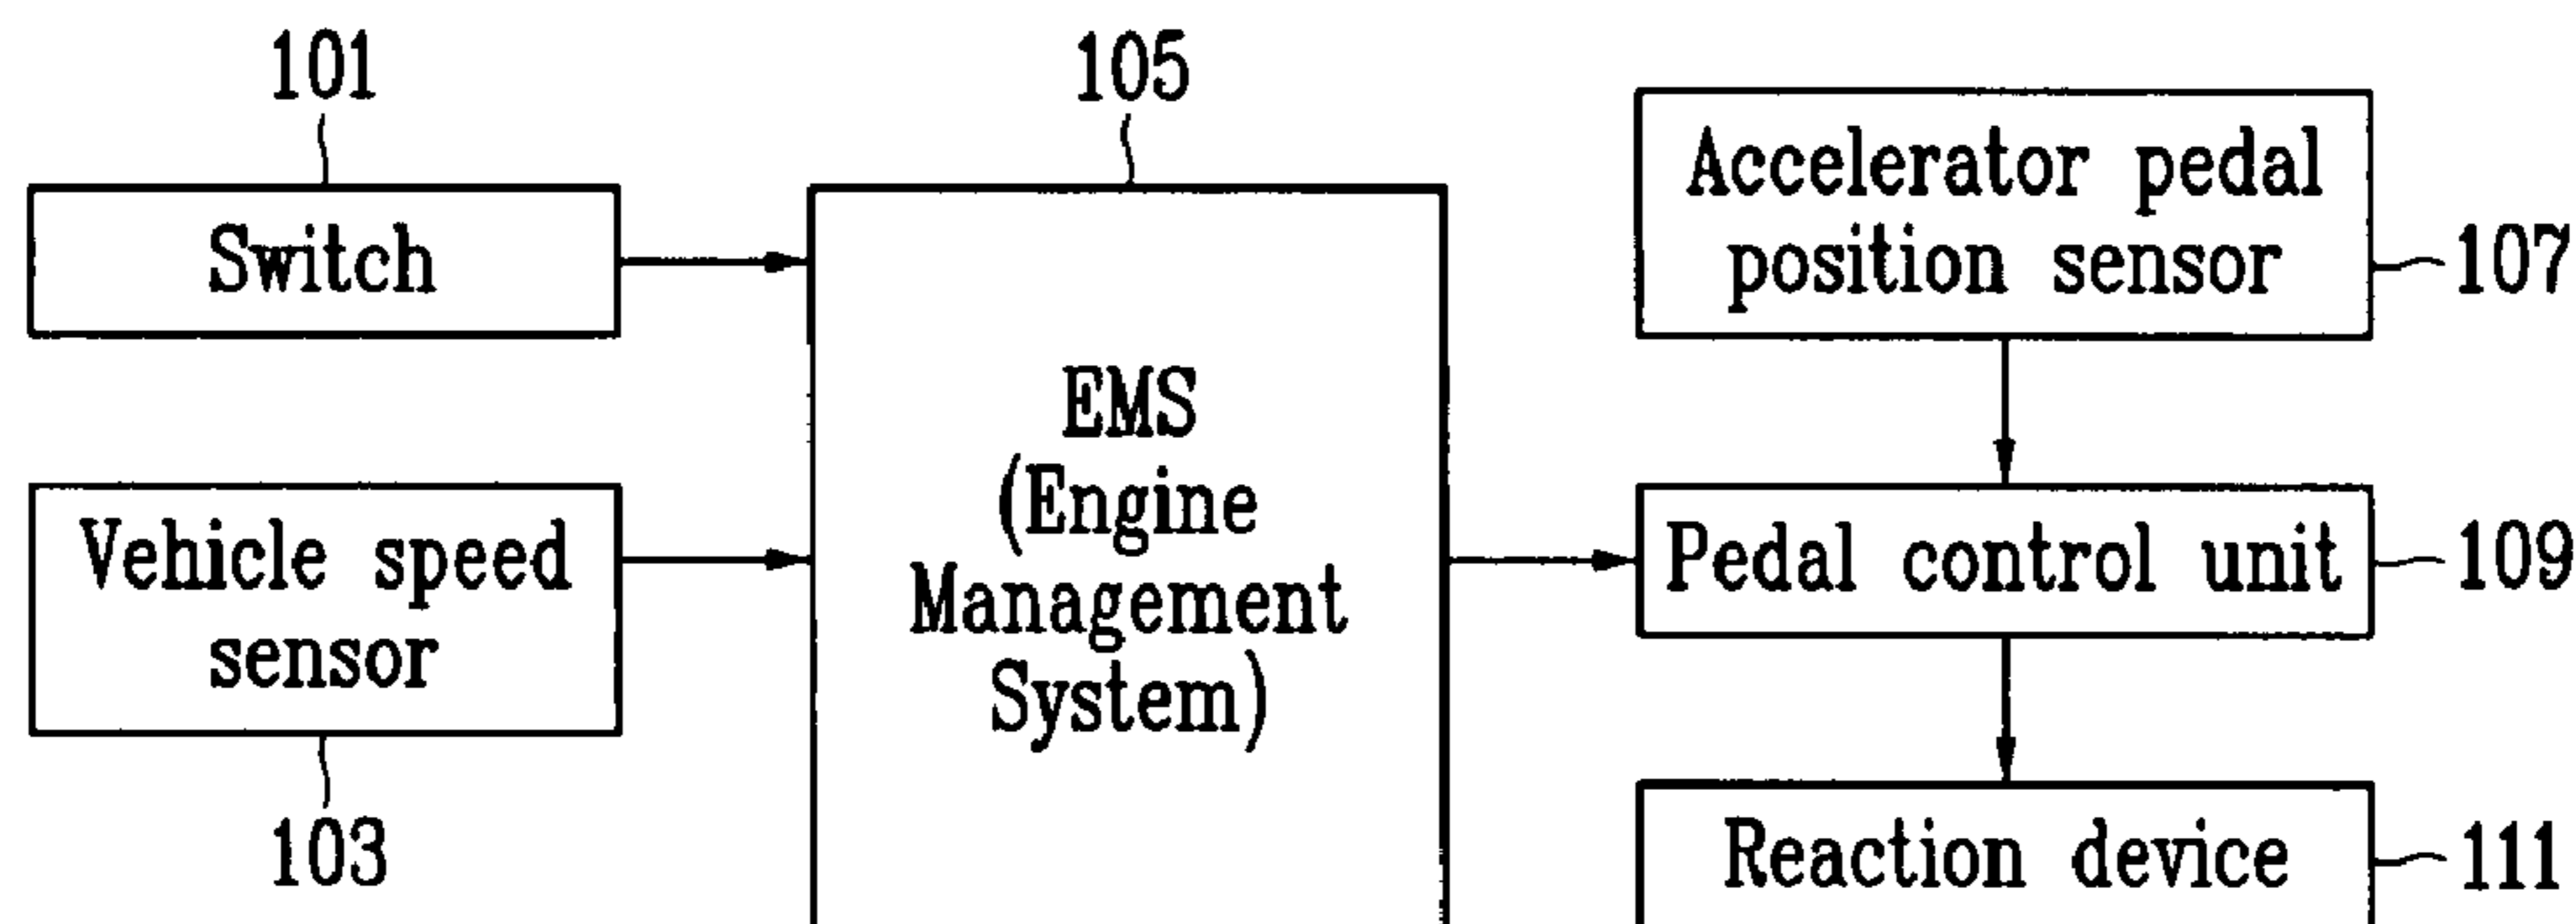 101
Switch
Vehicle speed
sensor
103
105
EMS
(Engine
Management
System)
Accelerator pedal
position sensor
107
Pedal control unit
109
Reaction device
111